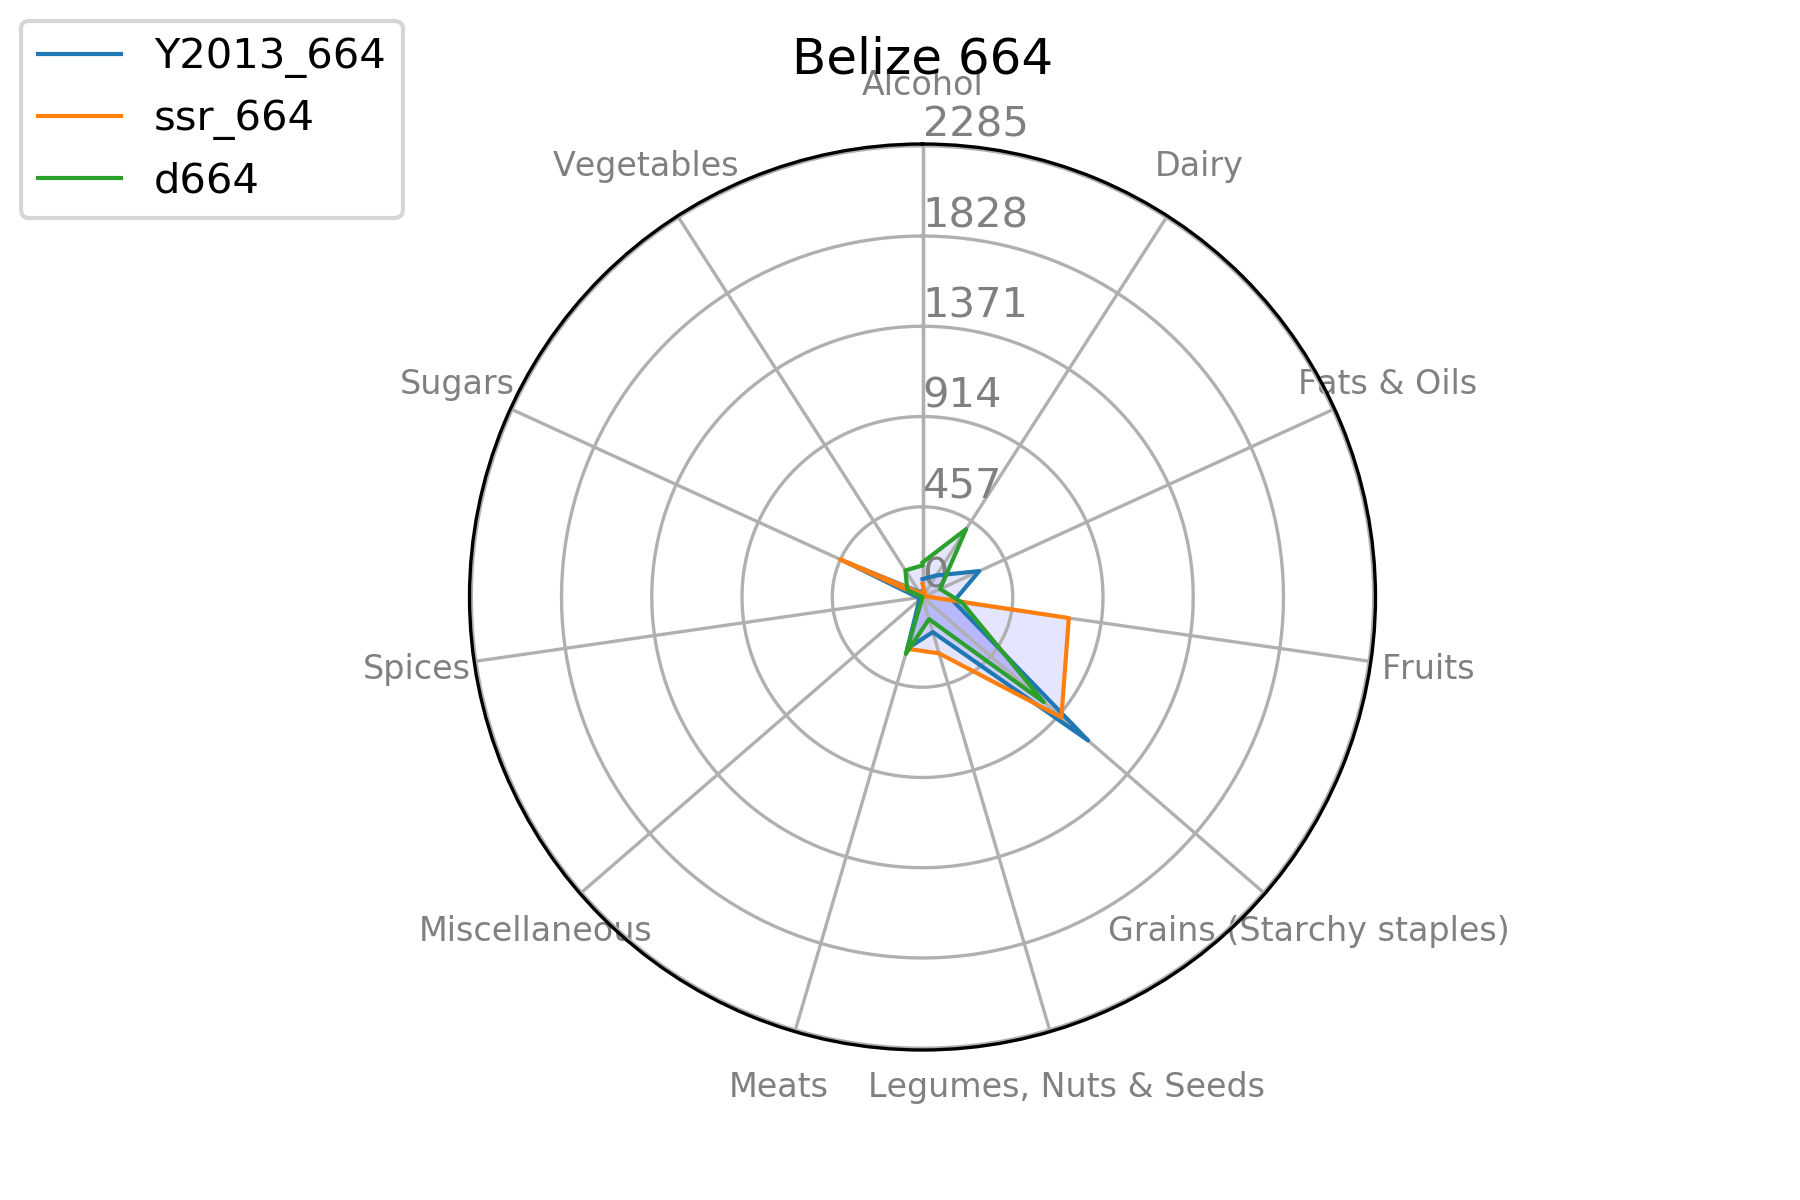 Y2013_664
ssr_664
d664
Belize 664
Alcohol
2285
Vegetables
Dairy
1828
1371
Sugars
Fats & Oils
914
457
0
Spices
Fruits
Miscellaneous
Grains (Starchy staples)
Meats
Legumes, Nuts & Seeds